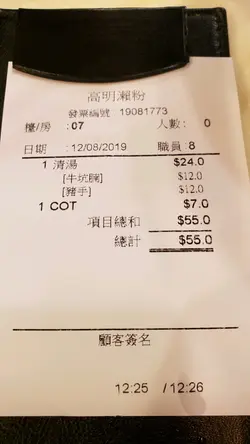 高明瀨粉
發票編號 19081773
檯/房 : 07 人數 : 0
日期 : 12/08/2019 職員 : 8
1 清湯 $24.0
[牛坑腩] $12.0
[豬手] $12.0
1 COT $7.0
項目總和 $55.0
總計 $55.0
顧客簽名
12:25 / 12:26